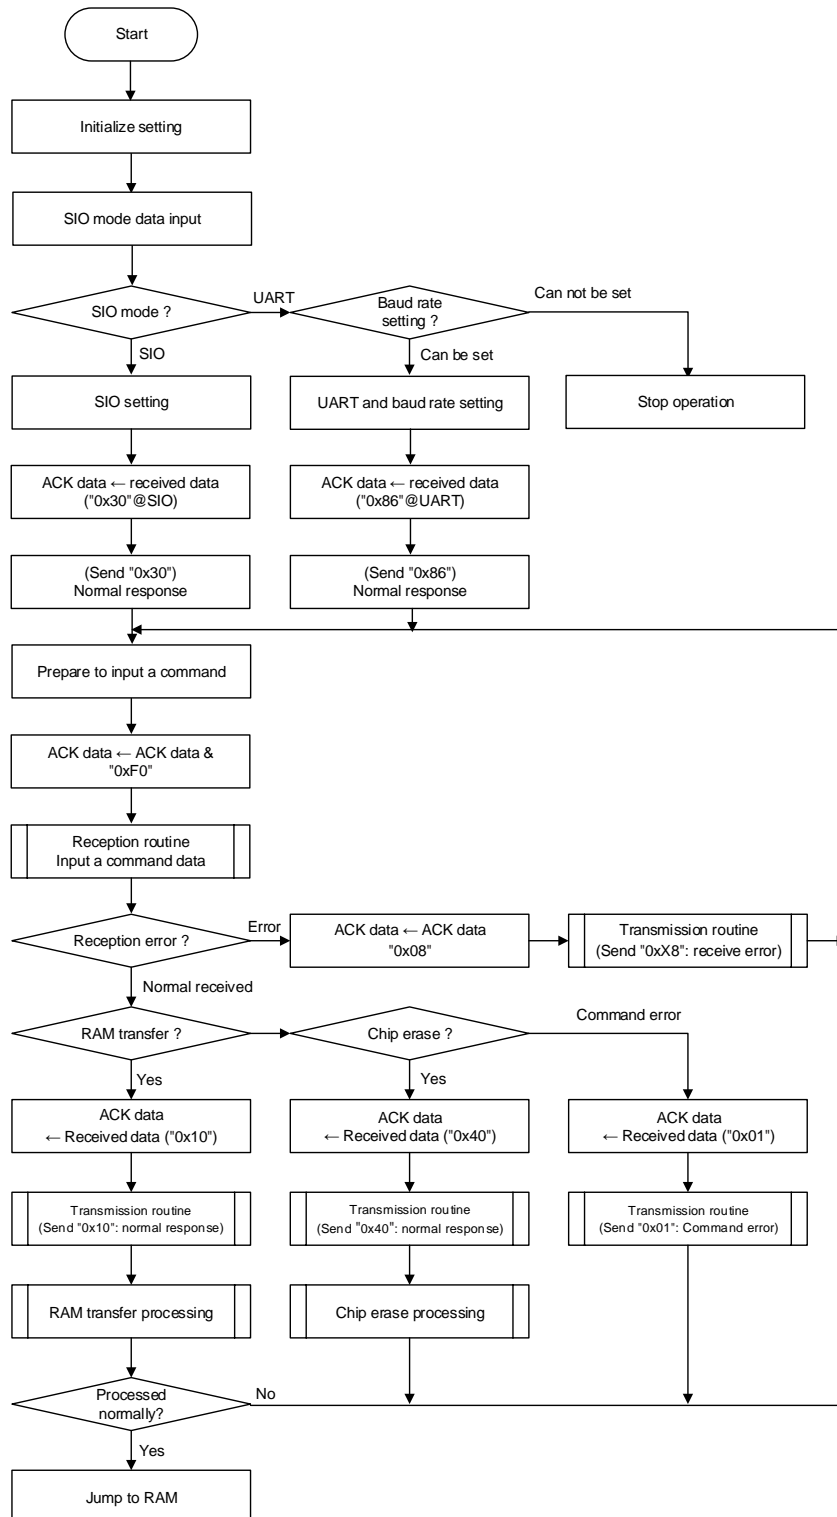 Start
Initialize setting
SIO mode data input
SIO mode ?
UART
Baud rate
setting ?
Can not be set
SIO
Can be set
SIO setting
UART and baud rate setting
Stop operation
ACK data ← received data
("0x30"@SIO)
ACK data ← received data
("0x86"@UART)
(Send "0x30")
Normal response
(Send "0x86")
Normal response
Prepare to input a command
ACK data ← ACK data &
"0xF0"
Reception routine
Input a command data
Reception error ?
Error
ACK data ← ACK data
"0x08"
Transmission routine
(Send "0xX8": receive error)
Normal received
RAM transfer ?
Chip erase ?
Command error
Yes
Yes
ACK data
← Received data ("0x10")
ACK data
← Received data ("0x40")
ACK data
← Received data ("0x01")
Transmission routine
(Send "0x10": normal response)
Transmission routine
(Send "0x40": normal response)
Transmission routine
(Send "0x01": Command error)
RAM transfer processing
Chip erase processing
Processed
normally?
No
Yes
Jump to RAM